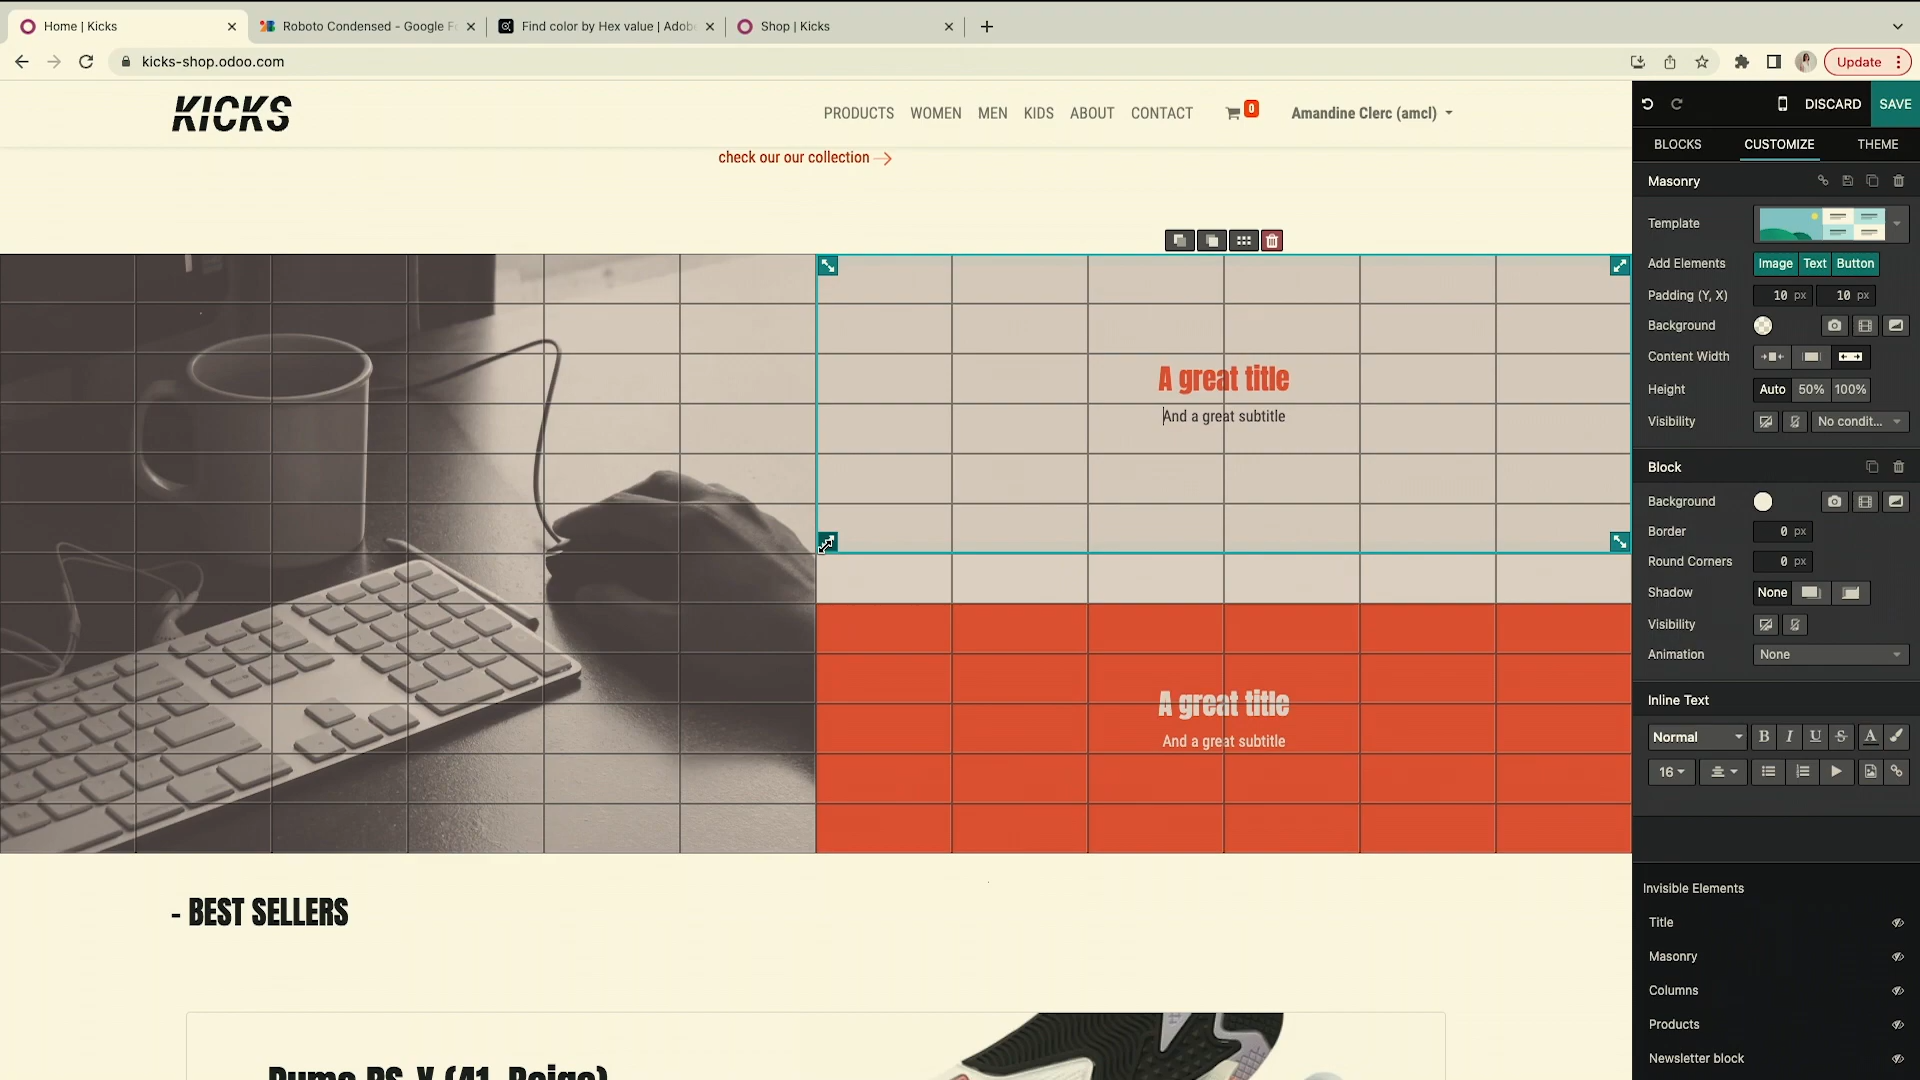 Home | Kicks
Roboto Condensed - Google Fo
Find color by Hex value | Adob
Shop | Kicks
kicks-shop.odoo.com
Update
KICKS
PRODUCTS
WOMEN
MEN
KIDS
ABOUT
CONTACT
0
Amandine Clerc (amcl)
DISCARD
SAVE
check our our collection
BLOCKS
CUSTOMIZE
THEME
Masonry
Template
Add Elements
Image
Text
Button
Padding (Y, X)
10 px
10 px
Background
Content Width
Height
Auto
50%
100%
Visibility
No condit...
A great title
And a great subtitle
Block
Background
Border
0 px
Round Corners
0 px
Shadow
None
Visibility
Animation
None
A great title
And a great subtitle
Inline Text
Normal
B
I
U
S
A
16
- BEST SELLERS
Invisible Elements
Title
Masonry
Columns
Products
Newsletter block
Puma RS-X (41, Beige)